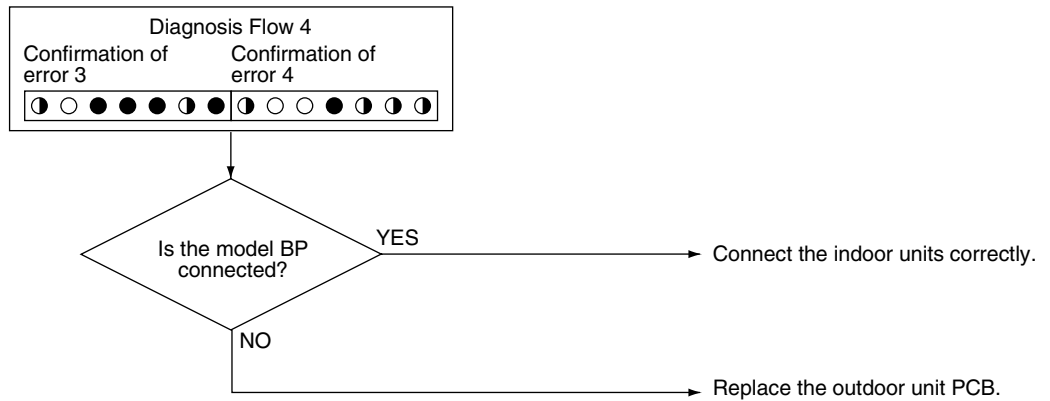 Diagnosis Flow 4
Confirmation of
error 3
Confirmation of
error 4
Is the model BP
connected?
YES
Connect the indoor units correctly.
NO
Replace the outdoor unit PCB.